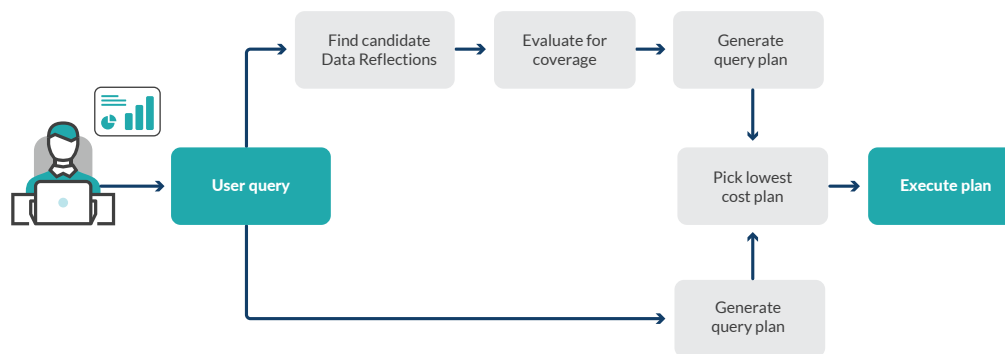 Find candidate
Data Reflections
Evaluate for
coverage
Generate
query plan
User query
Pick lowest
cost plan
Execute plan
Generate
query plan